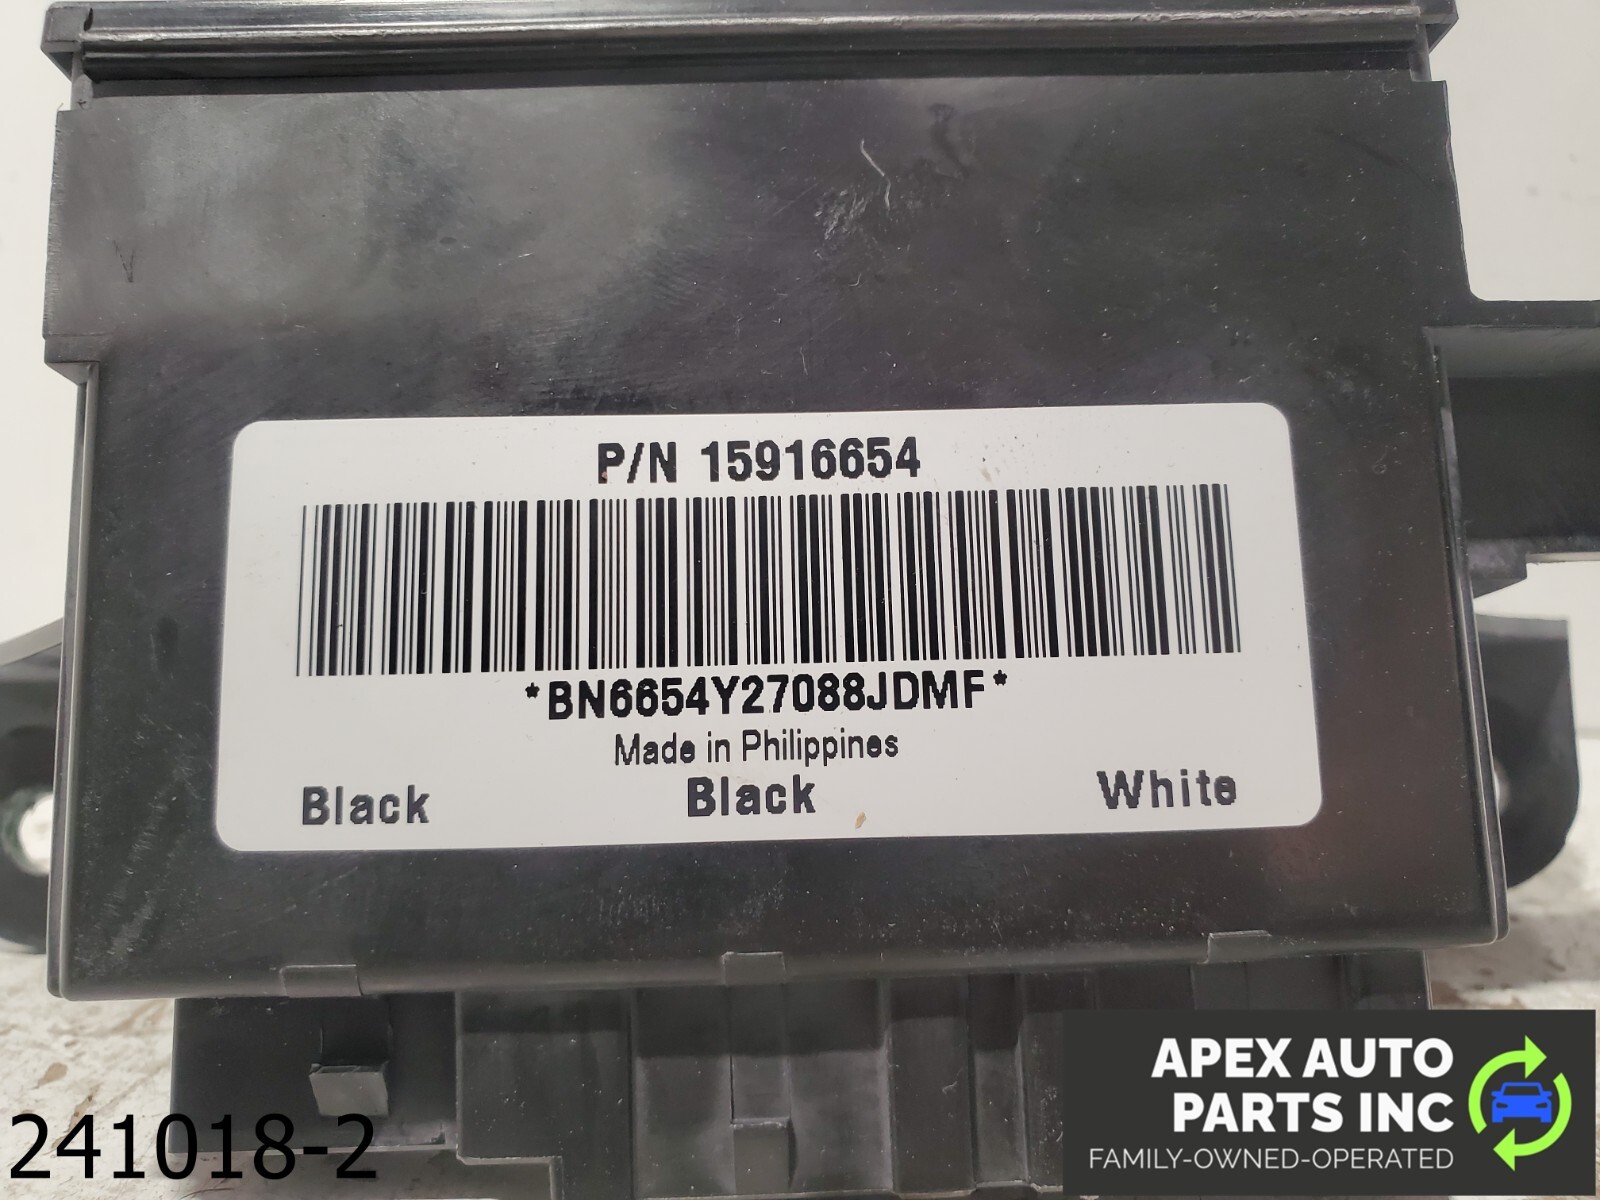 P/N 15916654
*BN6654Y27088JDMF*
Made in Philippines
Black Black White
241018-2
APEX AUTO
PARTS INC
FAMILY-OWNED-OPERATED